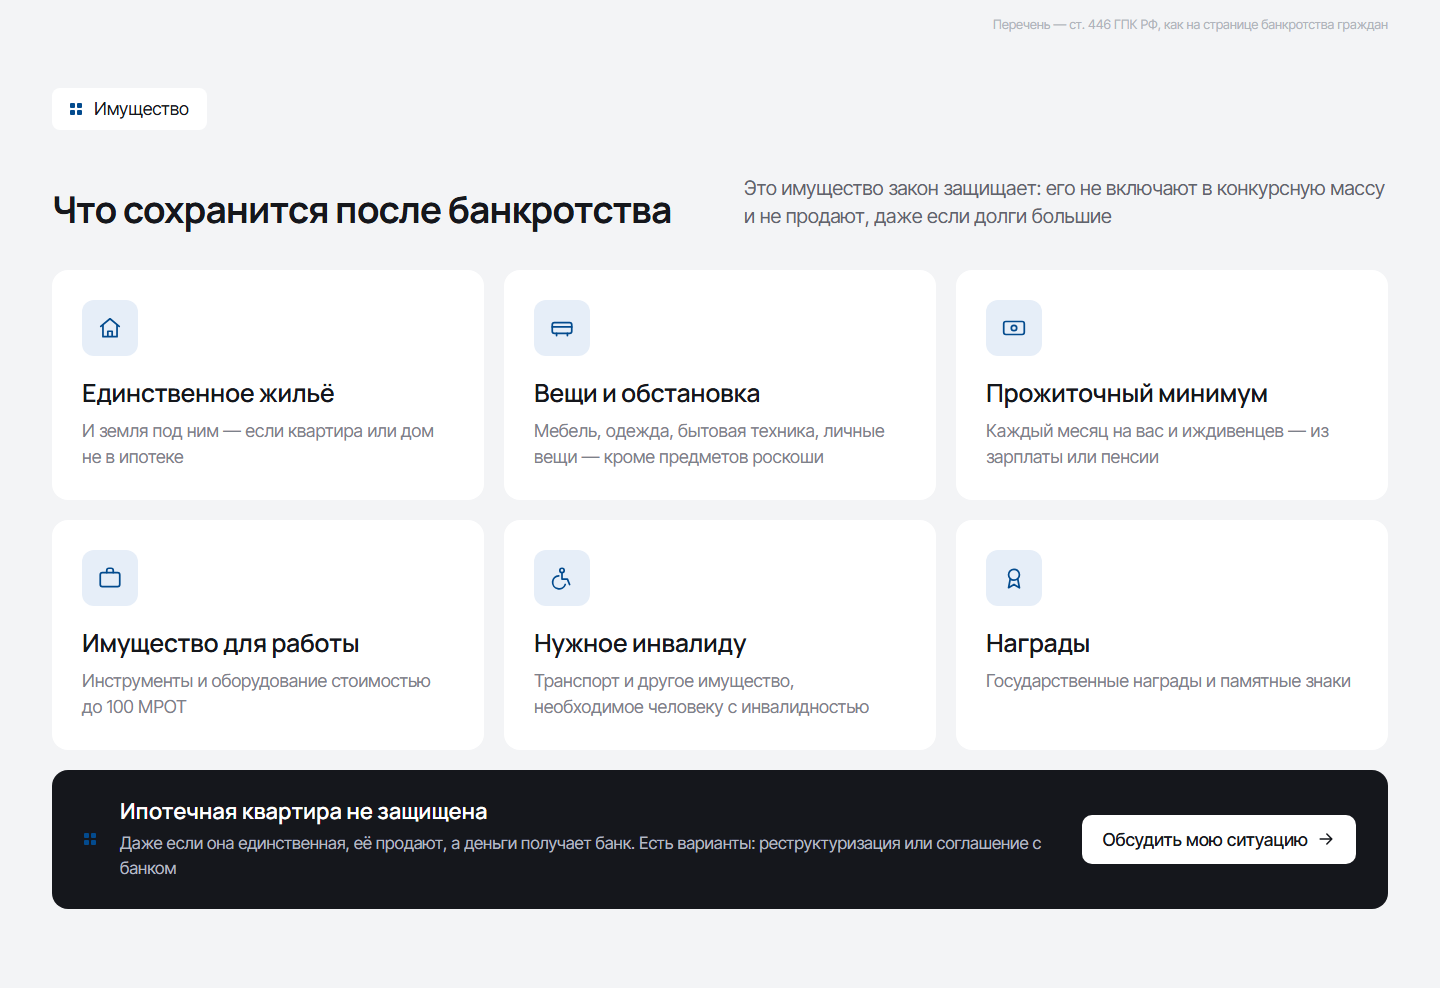 Перечень — ст. 446 ГПК РФ, как на странице банкротства граждан
Имущество
Что сохранится после банкротства
Это имущество закон защищает: его не включают в конкурсную массу
и не продают, даже если долги большие
Единственное жильё
И земля под ним — если квартира или дом
не в ипотеке
Вещи и обстановка
Мебель, одежда, бытовая техника, личные
вещи — кроме предметов роскоши
Прожиточный минимум
Каждый месяц на вас и иждивенцев — из
зарплаты или пенсии
Имущество для работы
Инструменты и оборудование стоимостью
до 100 МРОТ
Нужное инвалиду
Транспорт и другое имущество,
необходимое человеку с инвалидностью
Награды
Государственные награды и памятные знаки
Ипотечная квартира не защищена
Даже если она единственная, её продают, а деньги получает банк. Есть варианты: реструктуризация или соглашение с
банком
Обсудить мою ситуацию →